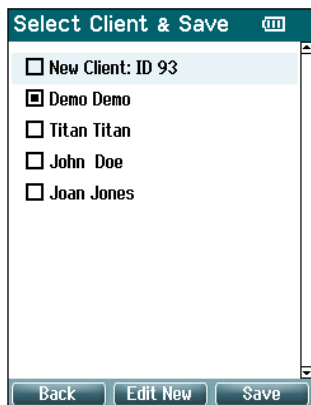 Select Client & Save
New Client: ID 93
Demo Demo
Titan Titan
John Doe
Joan Jones
Back Edit New Save